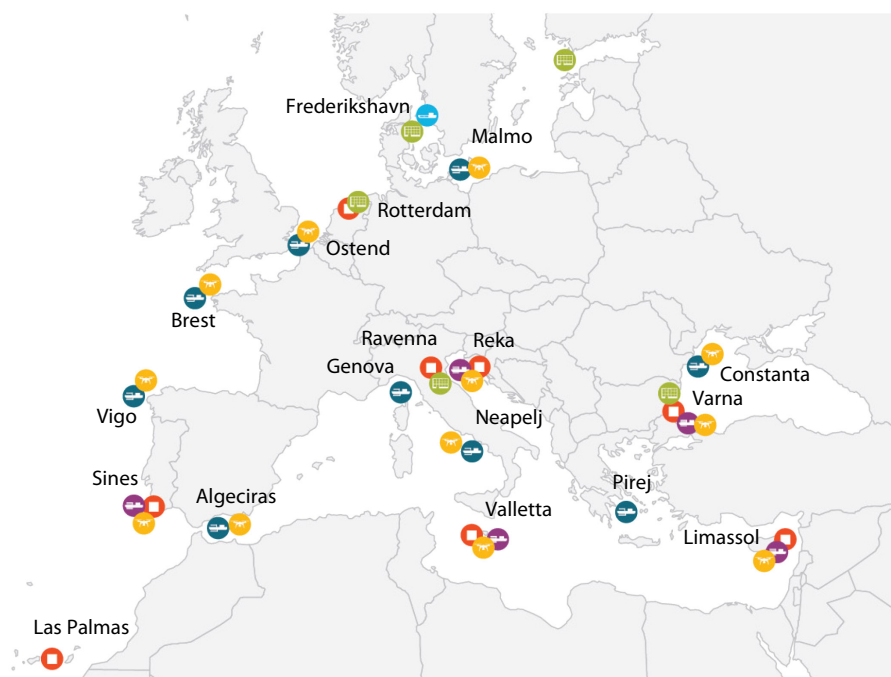 Frederikshavn
Malmo
Rotterdam
Ostend
Brest
Ravenna
Reka
Genova
Constanta
Varna
Vigo
Neapelj
Sines
Algeciras
Pirej
Valletta
Limassol
Las Palmas